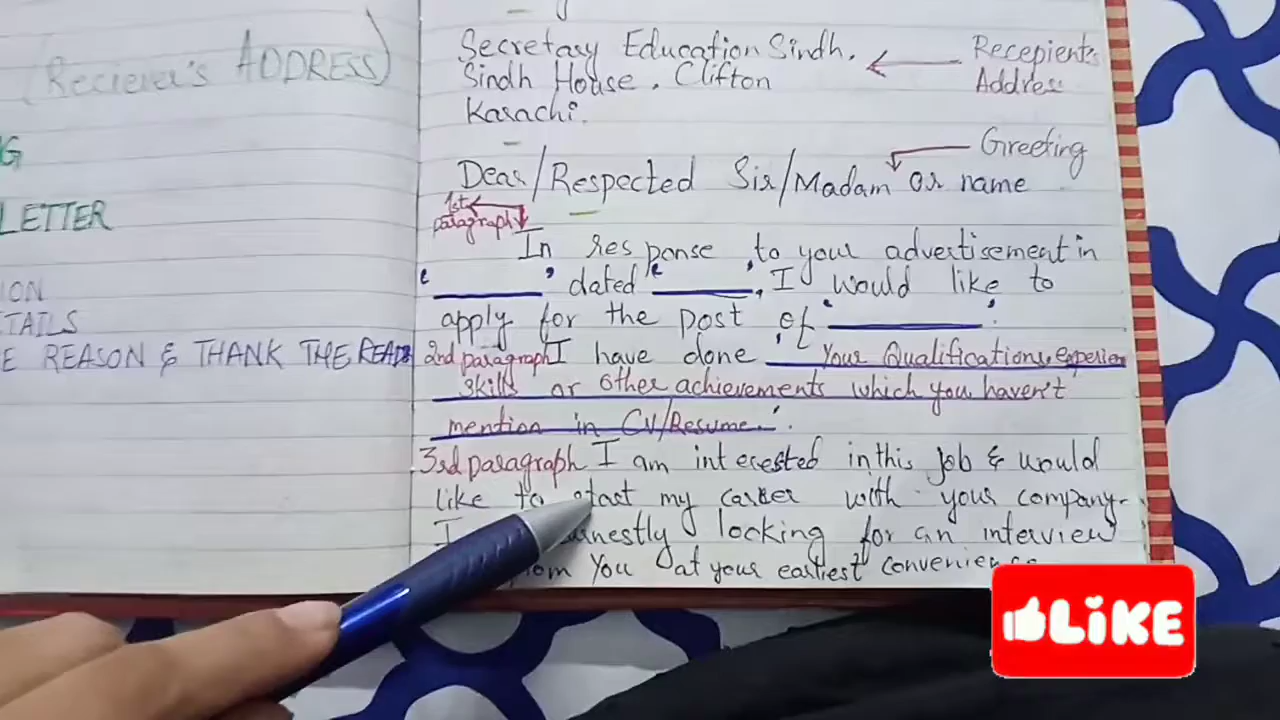 (Reciever's ADDRESS)
G
LETTER
ION
TAILS
E REASON & THANK THE READ
Secretary Education Sindh.
Sindh House, Clifton
Karachi.
Recepient's
Address
Greeting
Dear/Respected Sir/Madam or name
1st
paragraph
In response to your advertisement in
' ' dated ' ', I would like to
apply for the post of ' '.
2nd paragraph I have done ' Your Qualifications, experien
skills or other achievements which you haven't
mention in CV/Resume.'.
3rd paragraph I am interested in this job & would
like to start my career with your company.
I earnestly looking for an interview
from You at your earliest convenience
LiKE